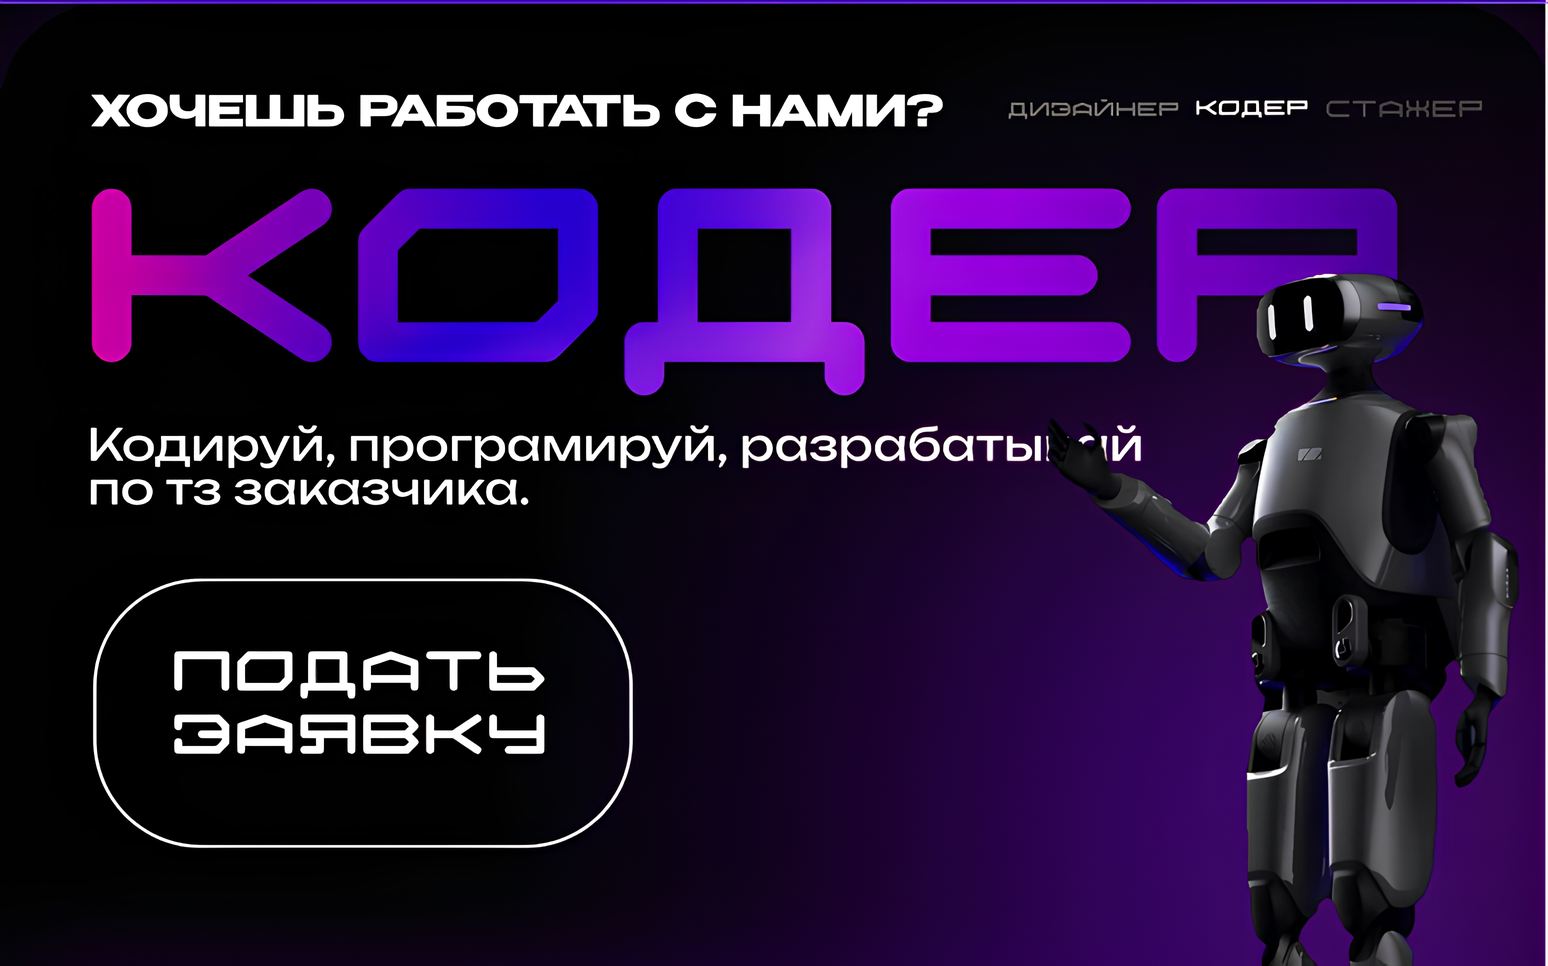 ХОЧЕШЬ РАБОТАТЬ С НАМИ?
ДИЗАЙНЕР КОДЕР СТАЖЕР
КОДЕР
Кодируй, програмируй,
по тз заказчика.
ПОДАТЬ
ЗАЯВКУ